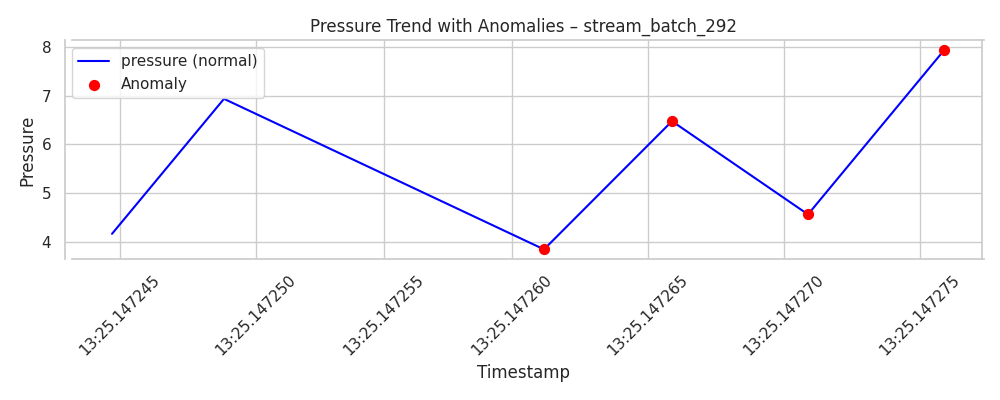 Pressure Trend with Anomalies – stream_batch_292
pressure (normal)
Anomaly
Pressure
8
7
6
5
4
13:25.147245
13:25.147250
13:25.147255
13:25.147260
13:25.147265
13:25.147270
13:25.147275
Timestamp